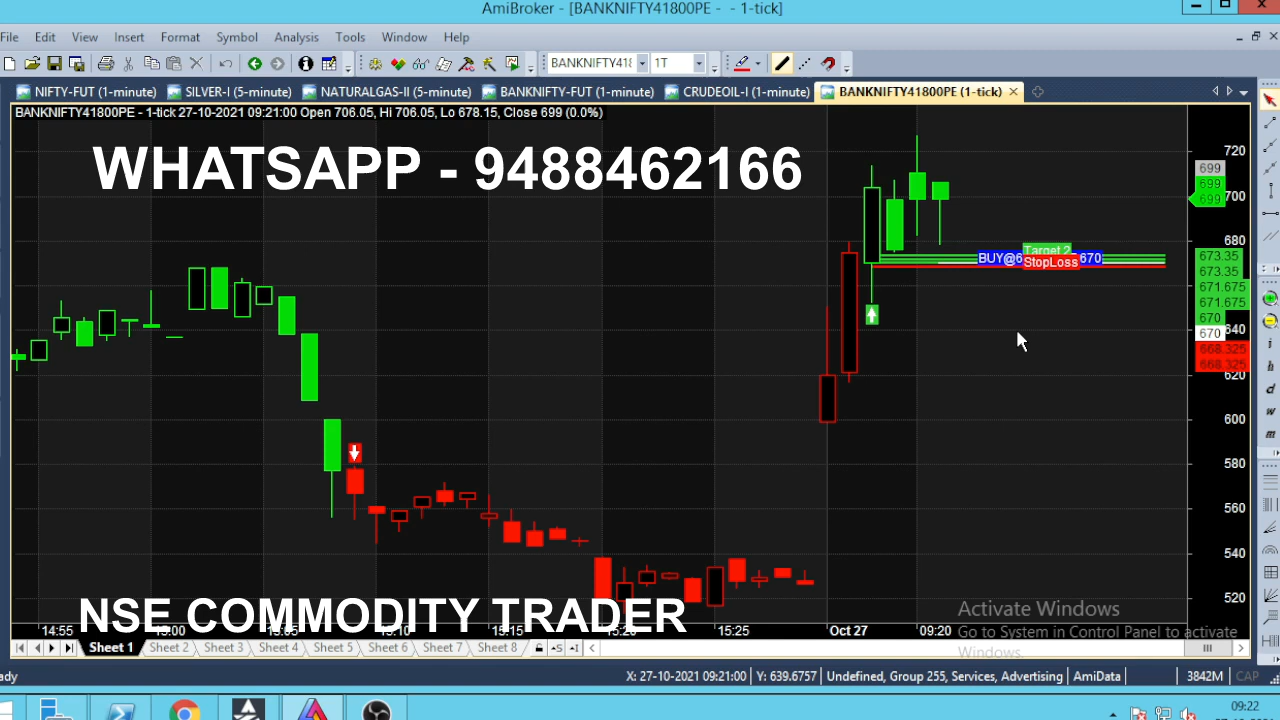 AmiBroker - [BANKNIFTY41800PE - - 1-tick]
File Edit View Insert Format Symbol Analysis Tools Window Help
BANKNIFTY418 1T
NIFTY-FUT (1-minute) SILVER-I (5-minute) NATURALGAS-II (5-minute) BANKNIFTY-FUT (1-minute) CRUDEOIL-I (1-minute) BANKNIFTY41800PE (1-tick)
BANKNIFTY41800PE - 1-tick 27-10-2021 09:21:00 Open 706.05, Hi 706.05, Lo 678.15, Close 699 (0.0%)
WHATSAPP - 9488462166
720
699
699
699
700
680
Target 2
BUY@6 670
StopLoss
673.35
673.35
671.675
671.675
670
670
640
668.325
668.325
620
600
580
560
540
520
NSE COMMODITY TRADER
14:55 15:00 15:05 15:10 15:15 15:20 15:25 Oct 27 09:20
Activate Windows
Go to System in Control Panel to activate
Windows.
Sheet 1 Sheet 2 Sheet 3 Sheet 4 Sheet 5 Sheet 6 Sheet 7 Sheet 8
ady X: 27-10-2021 09:21:00 Y: 639.6757 Undefined, Group 255, Services, Advertising AmiData 3842M CAP
09:22